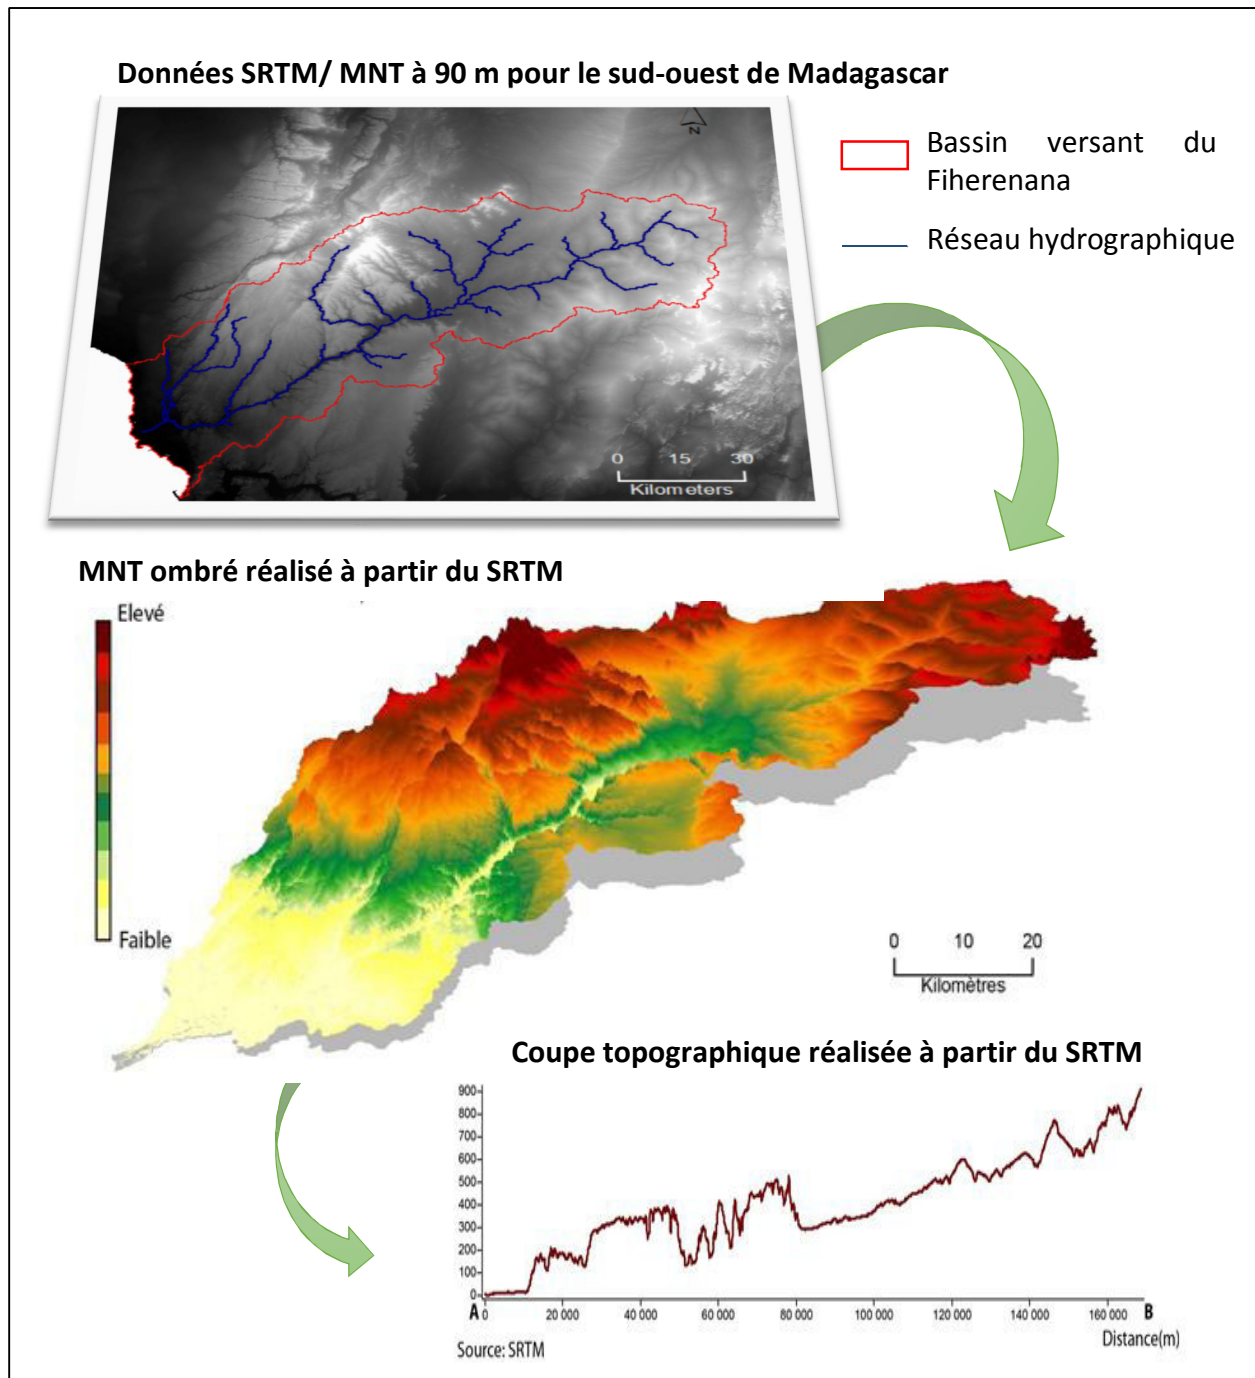 Données SRTM/ MNT à 90 m pour le sud-ouest de Madagascar
N
Bassin versant du
Fiherenana
Réseau hydrographique
0 15 30
Kilometers
MNT ombré réalisé à partir du SRTM
Elevé
Faible
0 10 20
Kilomètres
Coupe topographique réalisée à partir du SRTM
900
800
700
600
500
400
300
200
100
0
A 0 20 000 40 000 60 000 80 000 100 000 120 000 140 000 160 000 B
Distance(m)
Source: SRTM